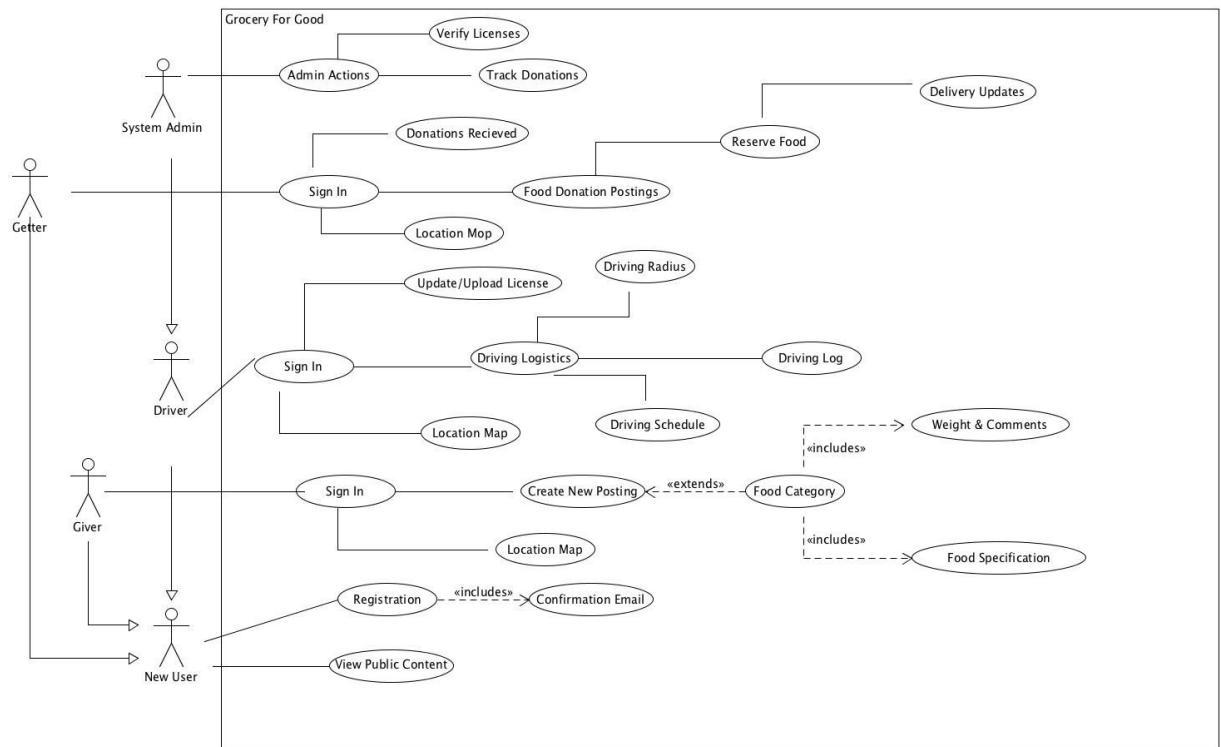 Grocery For Good
Verify Licenses
Admin Actions
Track Donations
Delivery Updates
System Admin
Donations Recieved
Reserve Food
Sign In
Food Donation Postings
Getter
Location Mop
Driving Radius
Update/Upload License
Sign In
Driving Logistics
Driving Log
Driver
Driving Schedule
Location Map
Weight & Comments
«includes»
Sign In
Create New Posting
«extends»
Food Category
Giver
«includes»
Location Map
Food Specification
Registration
«includes»
Confirmation Email
View Public Content
New User